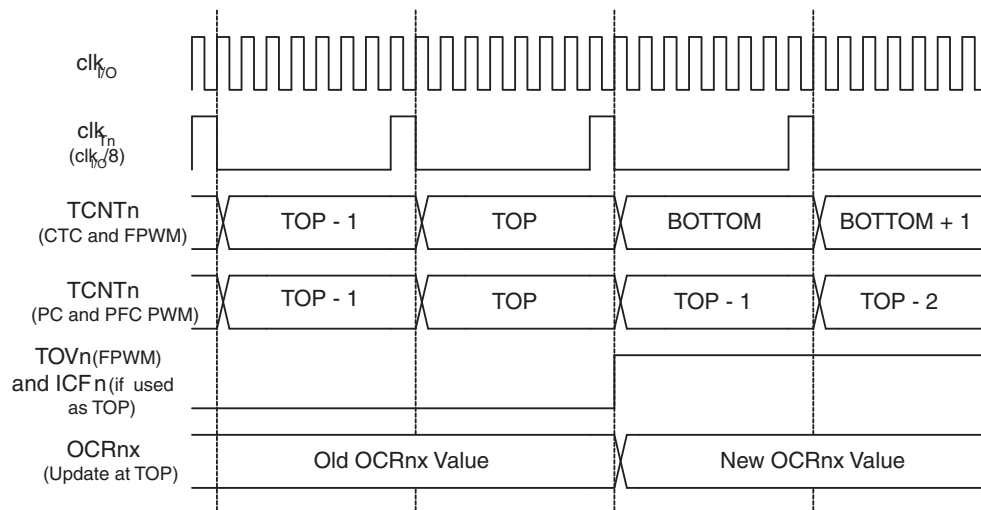 clkI/O
clkTn
(clkI/O/8)
TCNTn
(CTC and FPWM)
TOP - 1
TOP
BOTTOM
BOTTOM + 1
TCNTn
(PC and PFC PWM)
TOP - 1
TOP
TOP - 1
TOP - 2
TOVn(FPWM)
and ICFn(if used
as TOP)
OCRnx
(Update at TOP)
Old OCRnx Value
New OCRnx Value